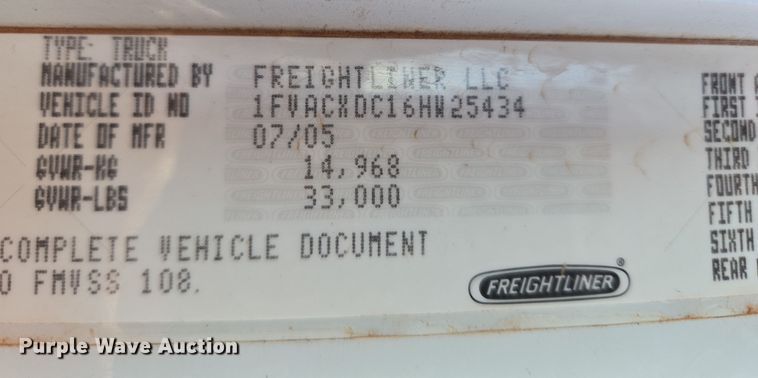 TYPE: TRUCK
MANUFACTURED BY FREIGHTLINER LLC
VEHICLE ID NO 1FVACXDC16HW25434
DATE OF MFR 07/05
GVWR-KG 14,968
GVWR-LBS 33,000
COMPLETE VEHICLE DOCUMENT
O FMVSS 108.
FREIGHTLINER®
FRONT A
FIRST
SECOND
THIRD
FOURTH
FIFTH
SIXTH
REAR
Purple Wave Auction